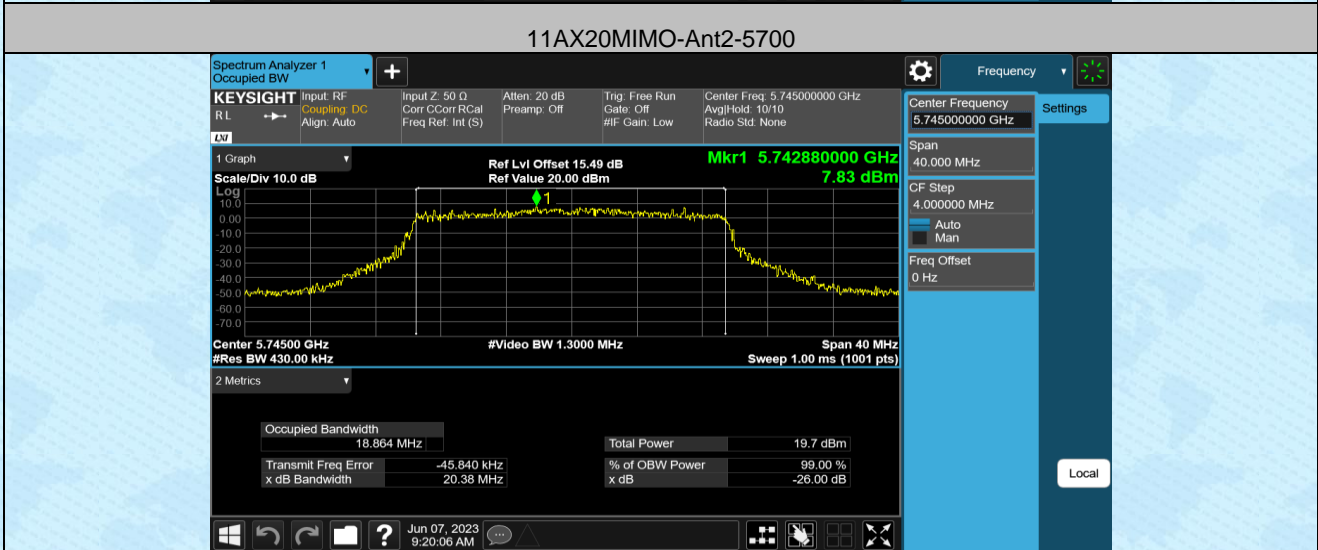 11AX20MIMO-Ant2-5700
Spectrum Analyzer 1
Occupied BW
Frequency
KEYSIGHT
R L
LXI
Input: RF
Coupling: DC
Align: Auto
Input Z: 50 Ω
Corr CCorr RCal
Freq Ref: Int (S)
Atten: 20 dB
Preamp: Off
Trig: Free Run
Gate: Off
#IF Gain: Low
Center Freq: 5.745000000 GHz
Avg|Hold: 10/10
Radio Std: None
Center Frequency
5.745000000 GHz
Settings
Span
40.000 MHz
CF Step
4.000000 MHz
Auto
Man
Freq Offset
0 Hz
Local
1 Graph
Scale/Div 10.0 dB
Ref Lvl Offset 15.49 dB
Ref Value 20.00 dBm
Mkr1 5.742880000 GHz
7.83 dBm
Log
1
10.0
0.00
-10.0
-20.0
-30.0
-40.0
-50.0
-60.0
-70.0
Center 5.74500 GHz
#Video BW 1.3000 MHz
Span 40 MHz
#Res BW 430.00 kHz
Sweep 1.00 ms (1001 pts)
2 Metrics
Occupied Bandwidth
18.864 MHz
Total Power 19.7 dBm
Transmit Freq Error -45.840 kHz
% of OBW Power 99.00 %
x dB Bandwidth 20.38 MHz
x dB -26.00 dB
Jun 07, 2023
9:20:06 AM